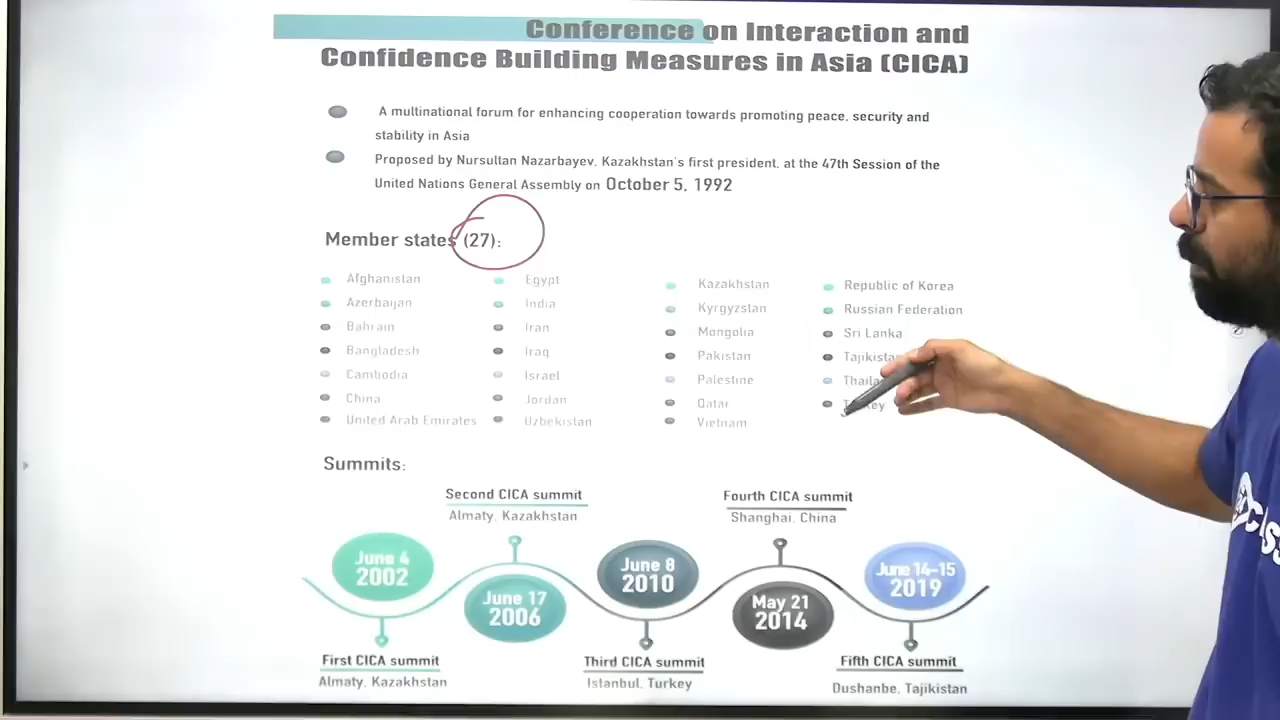 Conference on Interaction and
Confidence Building Measures in Asia (CICA)
A multinational forum for enhancing cooperation towards promoting peace, security and
stability in Asia
Proposed by Nursultan Nazarbayev, Kazakhstan's first president, at the 47th Session of the
United Nations General Assembly on October 5, 1992
Member states (27):
Afghanistan
Azerbaijan
Bahrain
Bangladesh
Cambodia
China
United Arab Emirates
Egypt
India
Iran
Iraq
Israel
Jordan
Uzbekistan
Kazakhstan
Kyrgyzstan
Mongolia
Pakistan
Palestine
Qatar
Vietnam
Republic of Korea
Russian Federation
Sri Lanka
Summits:
Second CICA summit
Almaty, Kazakhstan
Fourth CICA summit
Shanghai, China
June 4
2002
June 17
2006
June 8
2010
May 21
2014
June 14-15
2019
First CICA summit
Almaty, Kazakhstan
Third CICA summit
Istanbul, Turkey
Fifth CICA summit
Dushanbe, Tajikistan